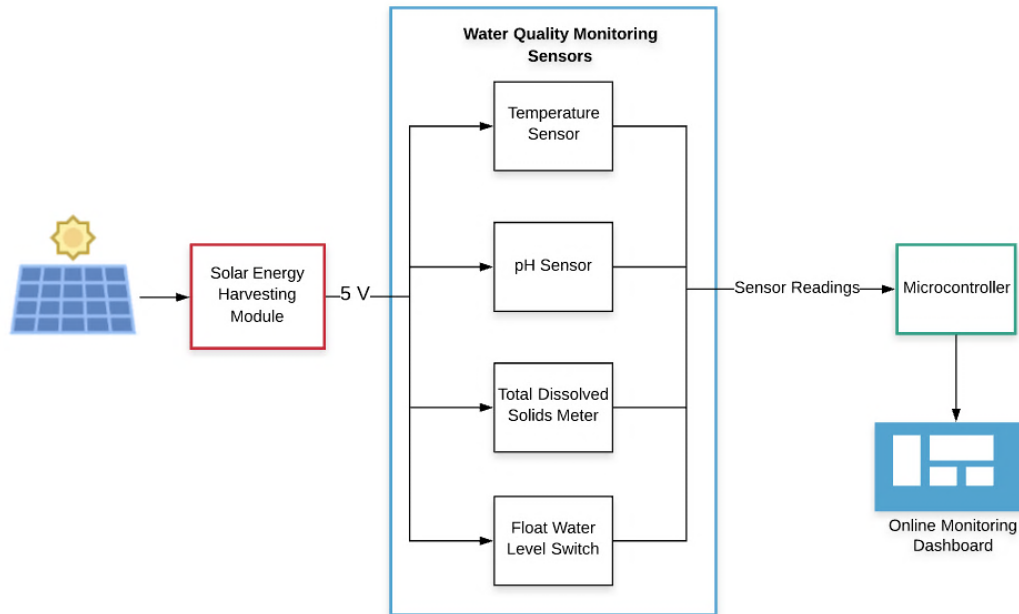 Water Quality Monitoring
Sensors
Temperature
Sensor
Solar Energy
Harvesting
Module
5 V
pH Sensor
Sensor Readings
Microcontroller
Total Dissolved
Solids Meter
Float Water
Level Switch
Online Monitoring
Dashboard